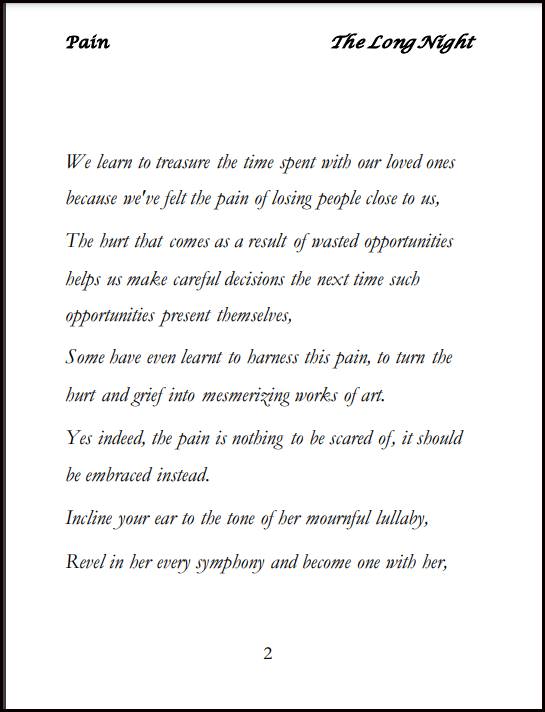 Pain The Long Night
We learn to treasure the time spent with our loved ones
because we've felt the pain of losing people close to us,
The hurt that comes as a result of wasted opportunities
helps us make careful decisions the next time such
opportunities present themselves,
Some have even learnt to harness this pain, to turn the
hurt and grief into mesmerizing works of art.
Yes indeed, the pain is nothing to be scared of, it should
be embraced instead.
Incline your ear to the tone of her mournful lullaby,
Revel in her every symphony and become one with her,
2